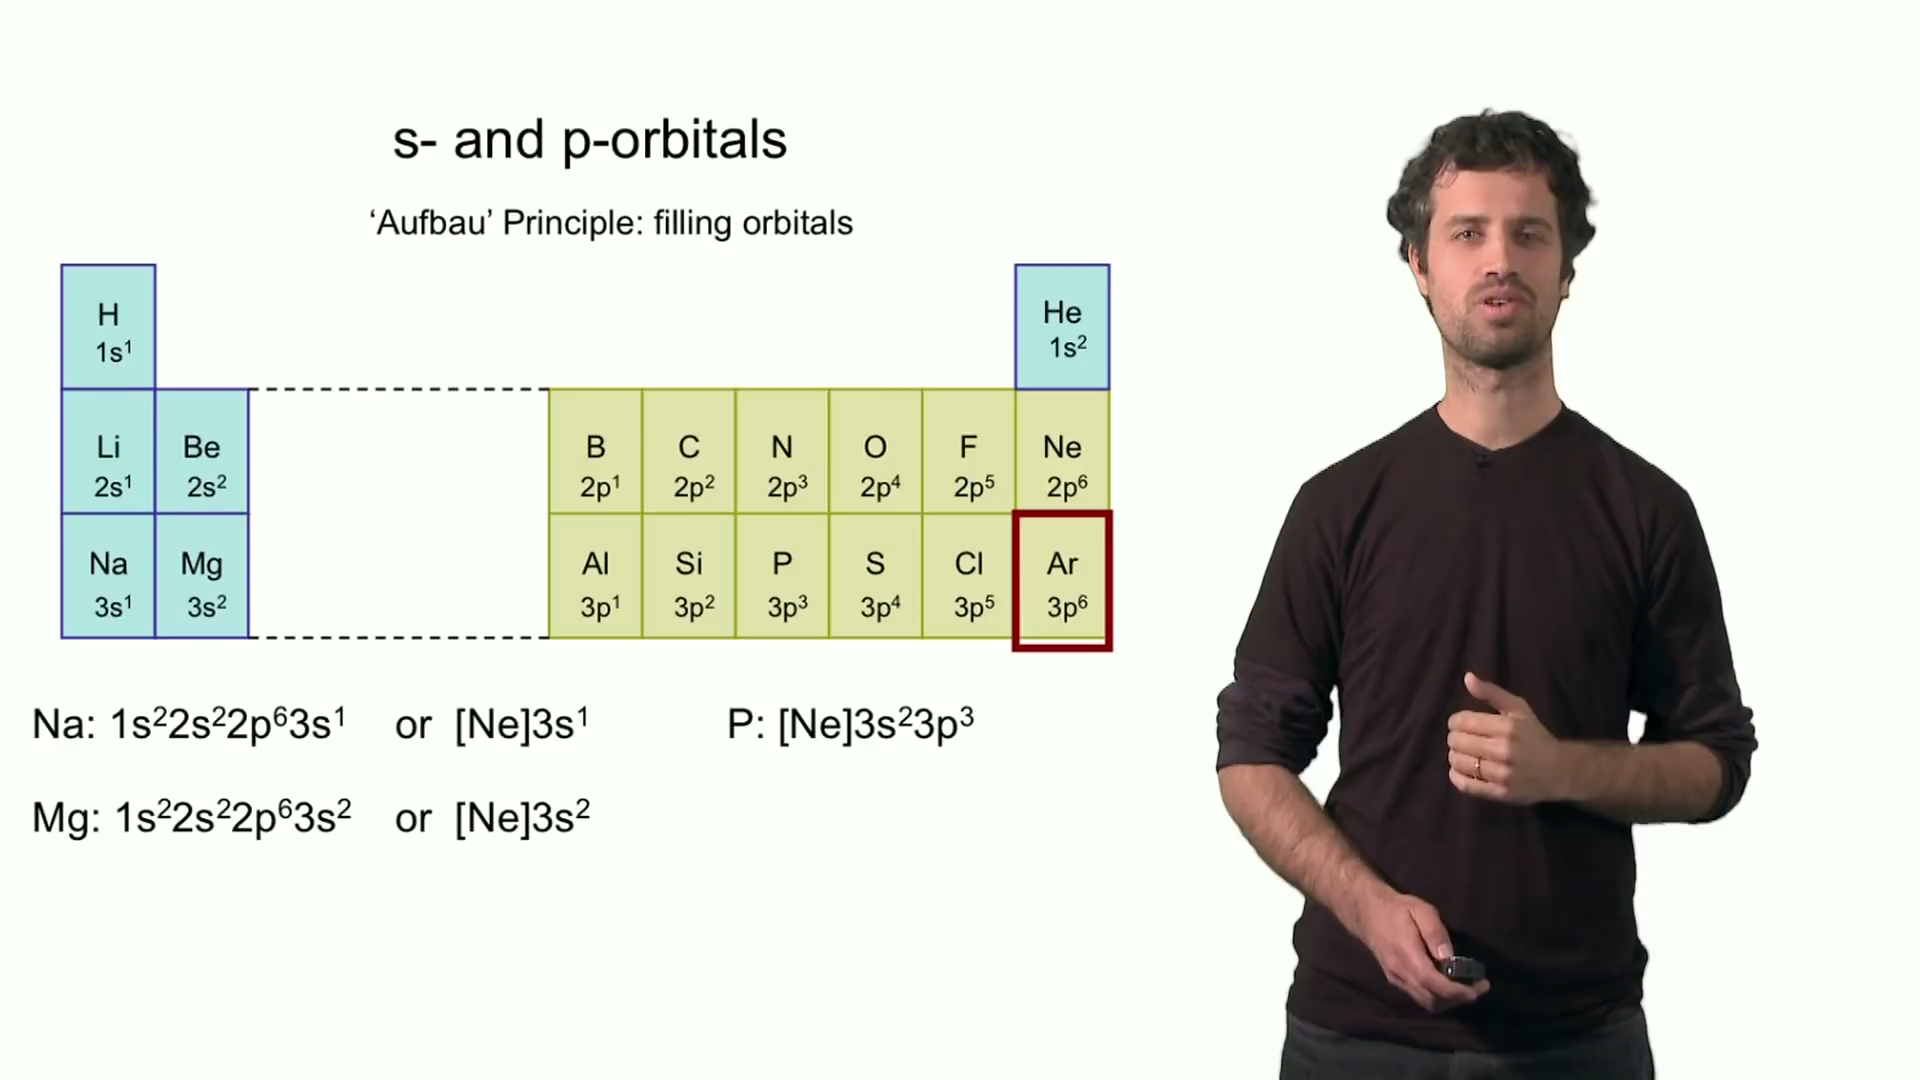 s- and p-orbitals
‘Aufbau’ Principle: filling orbitals
H He
1s¹ 1s²
Li Be B C N O F Ne
2s¹ 2s² 2p¹ 2p² 2p³ 2p⁴ 2p⁵ 2p⁶
Na Mg Al Si P S Cl Ar
3s¹ 3s² 3p¹ 3p² 3p³ 3p⁴ 3p⁵ 3p⁶
Na: 1s²2s²2p⁶3s¹ or [Ne]3s¹ P: [Ne]3s²3p³
Mg: 1s²2s²2p⁶3s² or [Ne]3s²